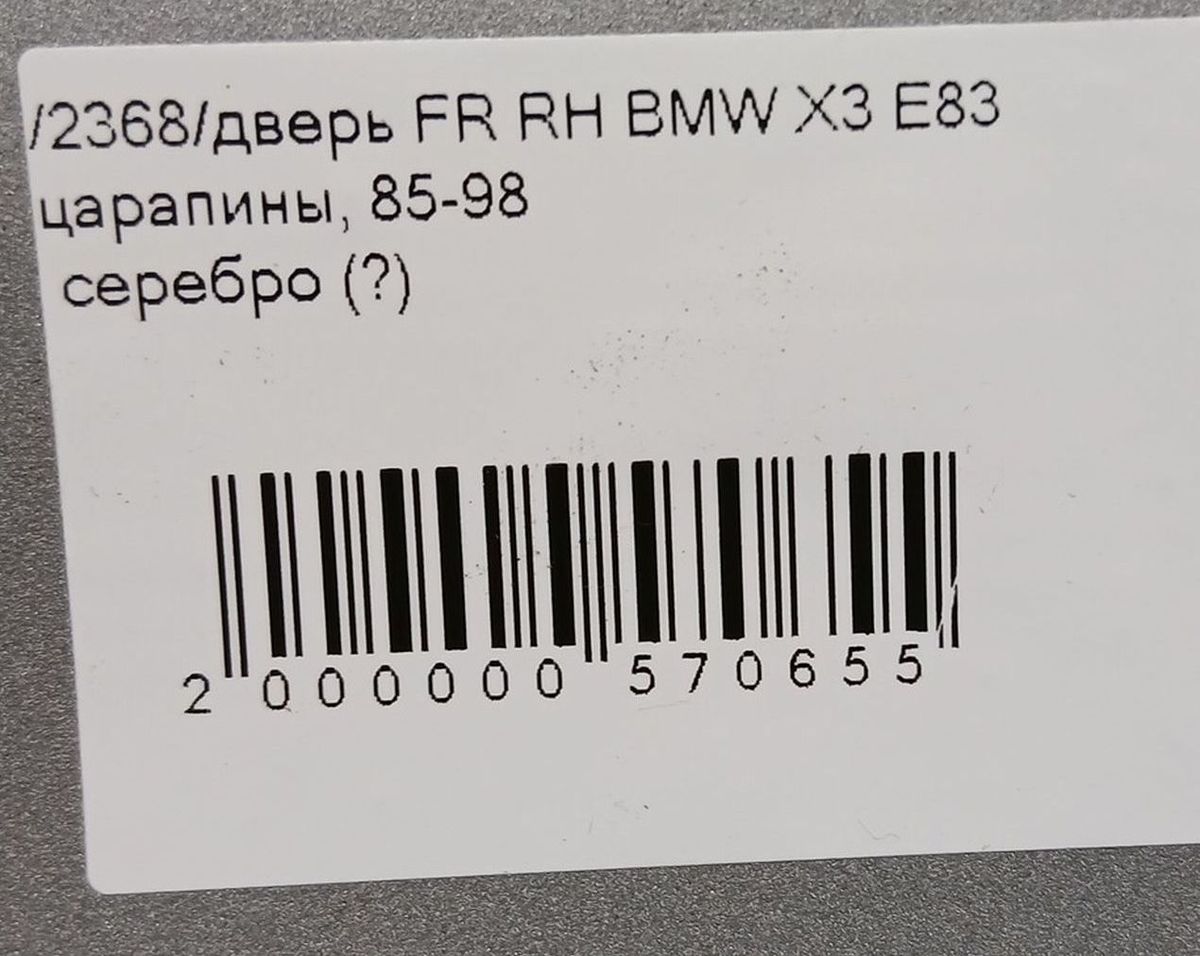 /2368/дверь FR RH BMW X3 E83
царапины, 85-98
серебро (?)
2 000000 570655